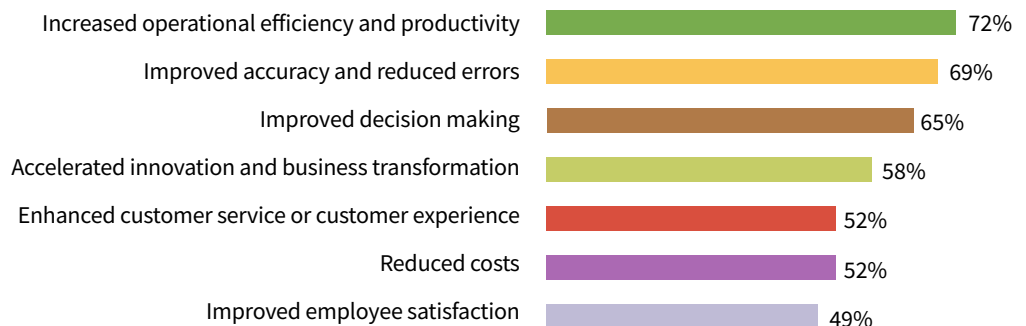 Increased operational efficiency and productivity 72%
Improved accuracy and reduced errors 69%
Improved decision making 65%
Accelerated innovation and business transformation 58%
Enhanced customer service or customer experience 52%
Reduced costs 52%
Improved employee satisfaction 49%